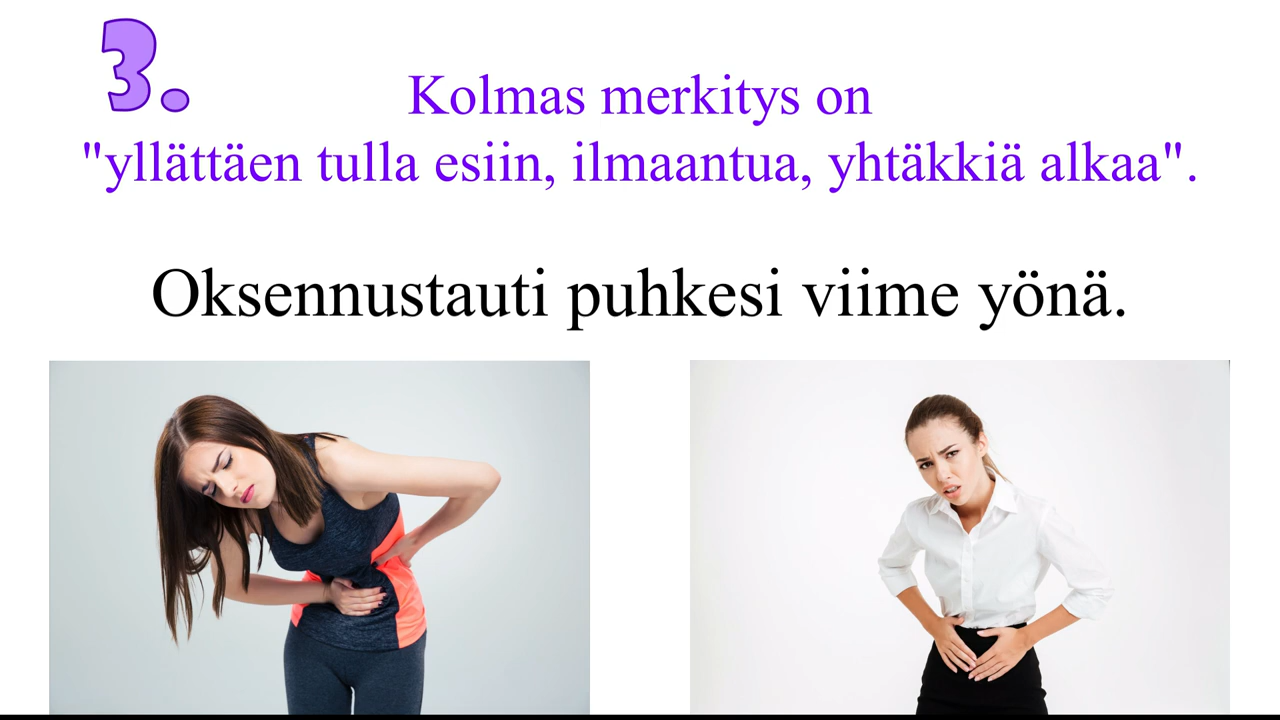 3.
Kolmas merkitys on
"yllättäen tulla esiin, ilmaantua, yhtäkkiä alkaa".
Oksennustauti puhkesi viime yönä.